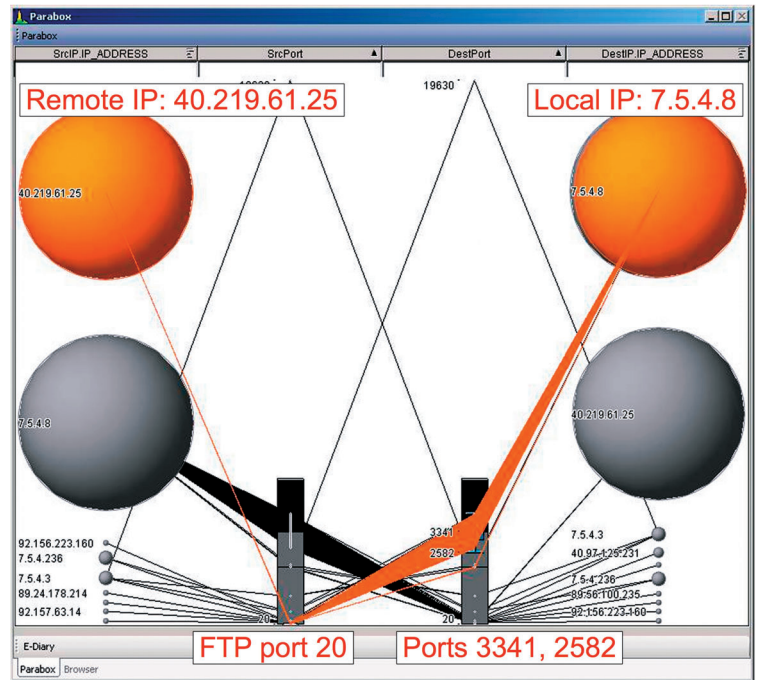 Parabox
Parabox
SrcIP.IP_ADDRESS SrcPort DestPort DestIP.IP_ADDRESS
19630
Remote IP: 40.219.61.25 Local IP: 7.5.4.8
40.219.61.25 7.5.4.8
7.5.4.8 40.219.61.25
3341
2582
92.156.223.160 7.5.4.3
7.5.4.236 40.97.125.231
7.5.4.3 7.5.4.236
89.24.178.214 89.56.100.235
92.157.63.14 92.156.223.160
20 20
E-Diary
FTP port 20 Ports 3341, 2582
Parabox Browser